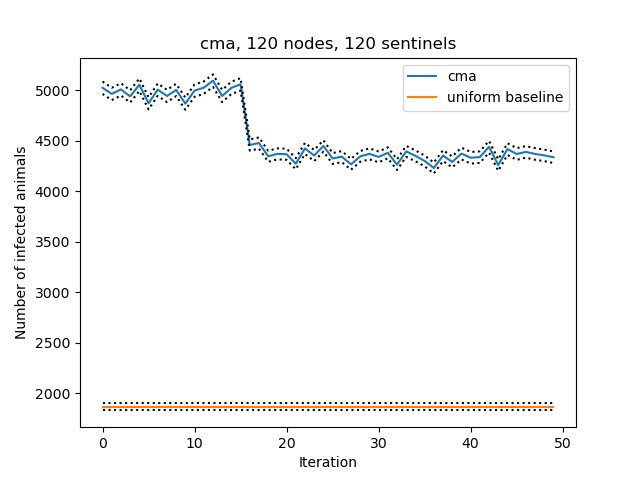 cma, 120 nodes, 120 sentinels
cma
uniform baseline
Number of infected animals
5000
4500
4000
3500
3000
2500
2000
0 10 20 30 40 50
Iteration